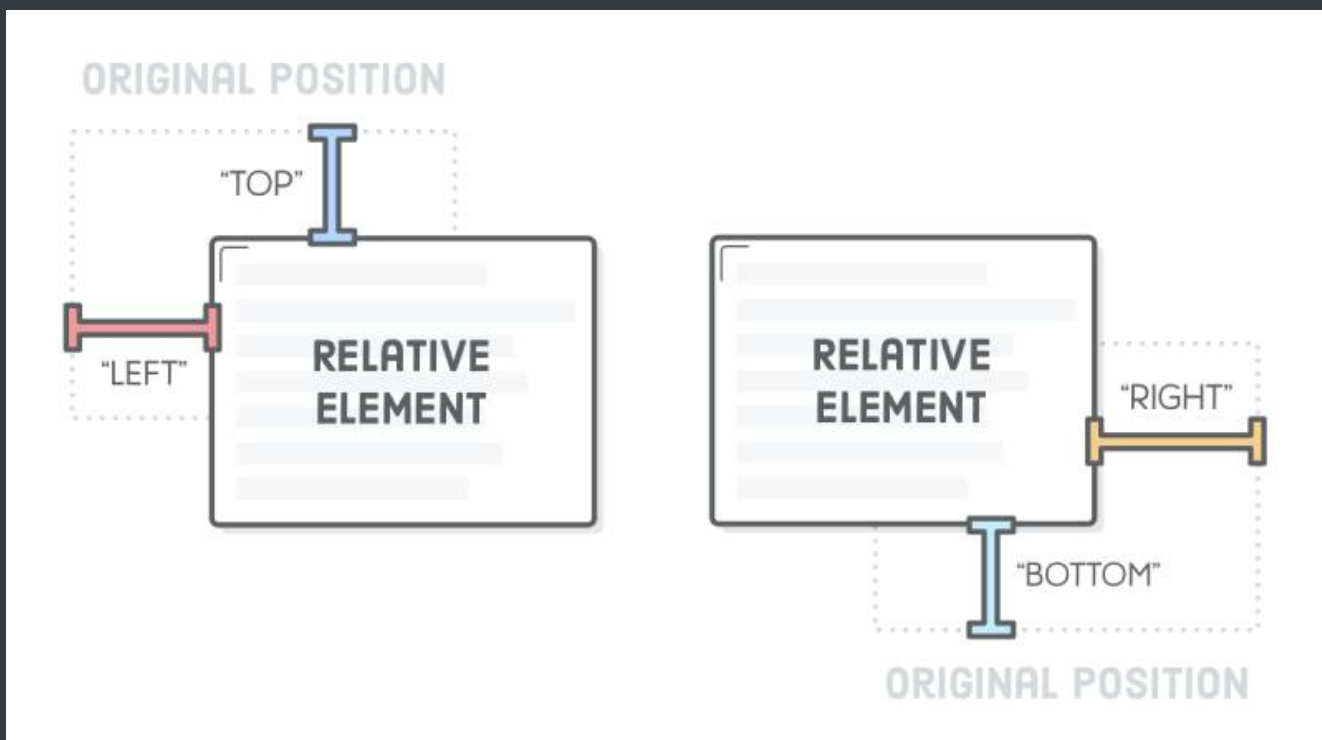 ORIGINAL POSITION
“TOP”
“LEFT”
RELATIVE
ELEMENT
RELATIVE
ELEMENT
“RIGHT”
“BOTTOM”
ORIGINAL POSITION